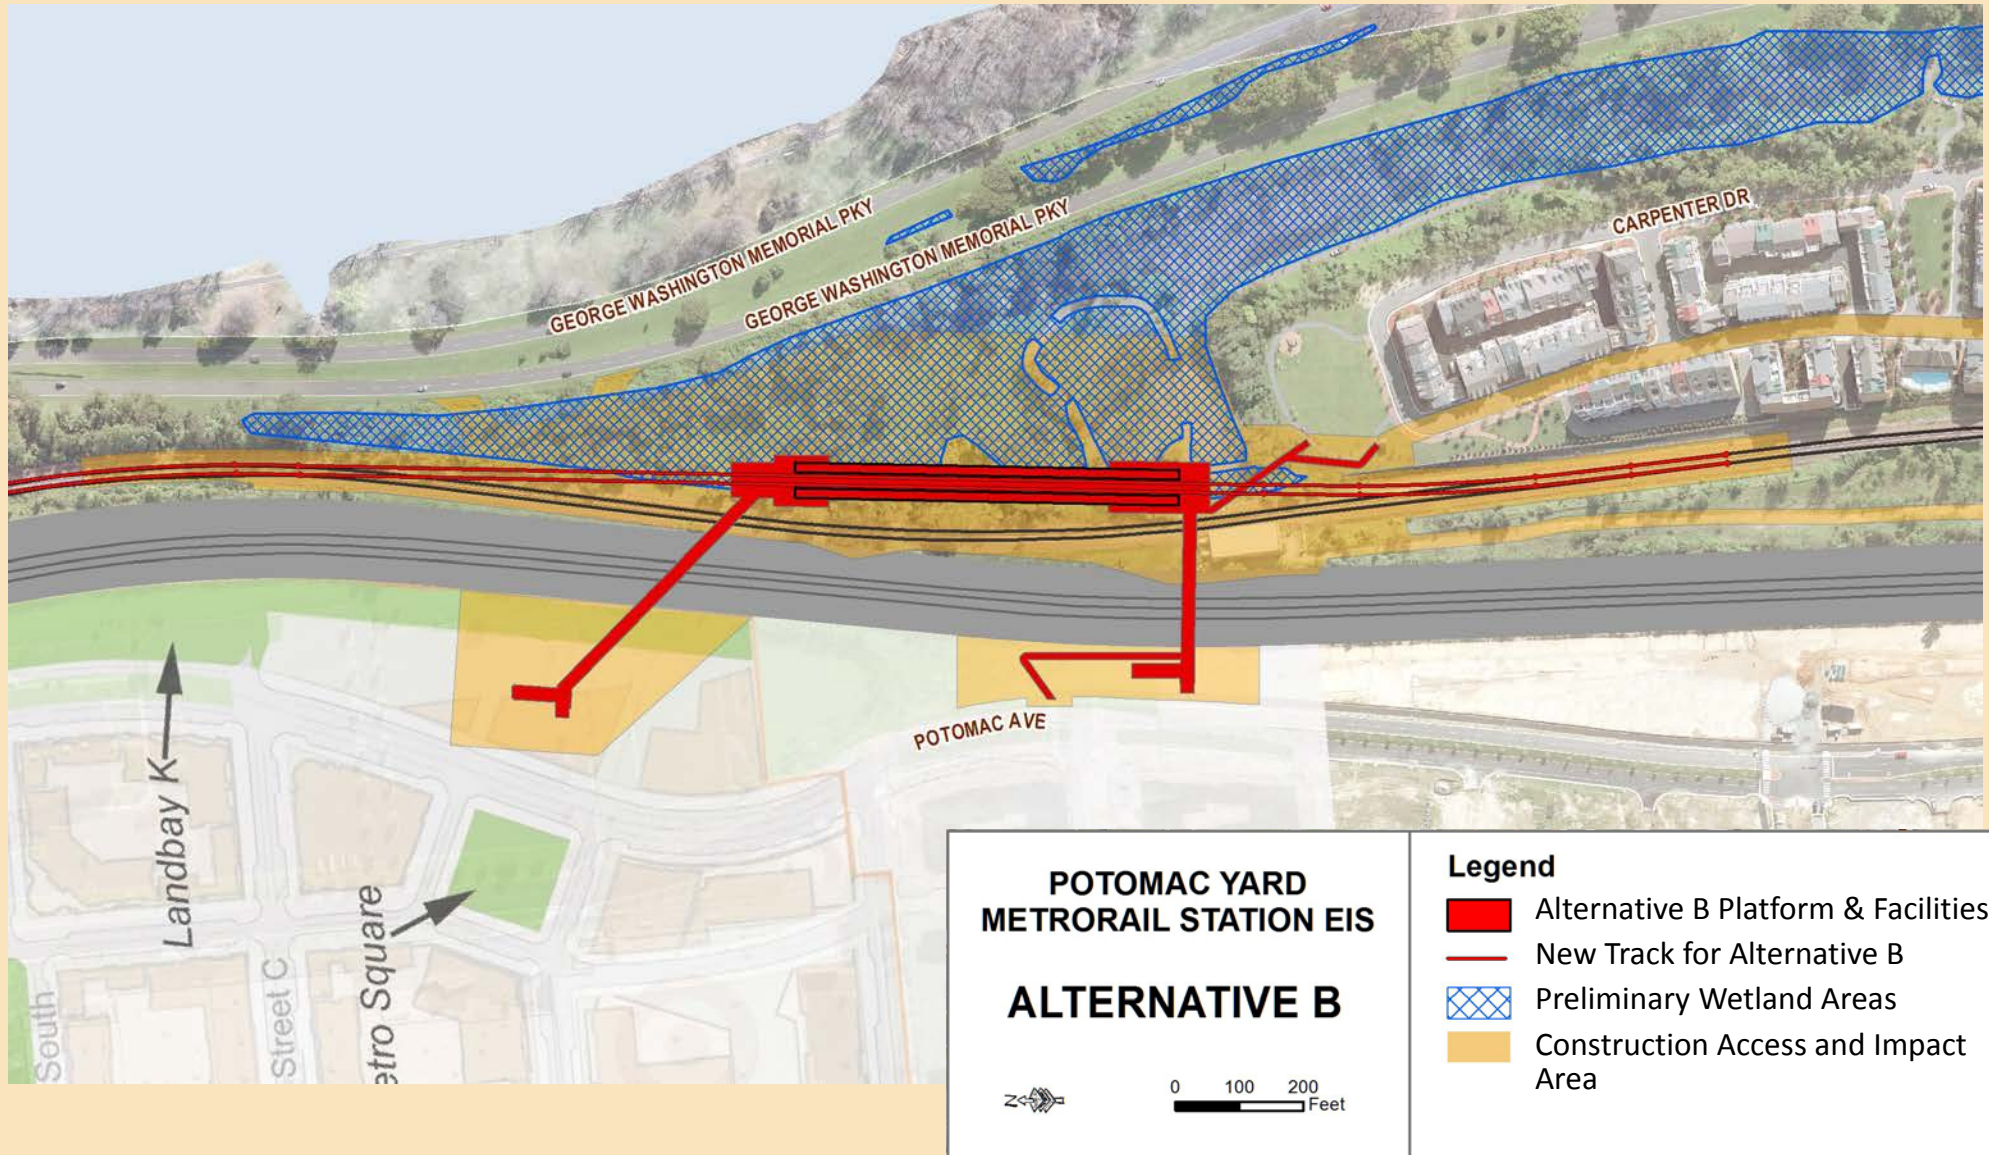 GEORGE WASHINGTON MEMORIAL PKY
GEORGE WASHINGTON MEMORIAL PKY
CARPENTER DR
POTOMAC AVE
Landbay K
etro Square
Street C
South
POTOMAC YARD
METRORAIL STATION EIS
ALTERNATIVE B
N
0 100 200
Feet
Legend
Alternative B Platform & Facilities
New Track for Alternative B
Preliminary Wetland Areas
Construction Access and Impact
Area